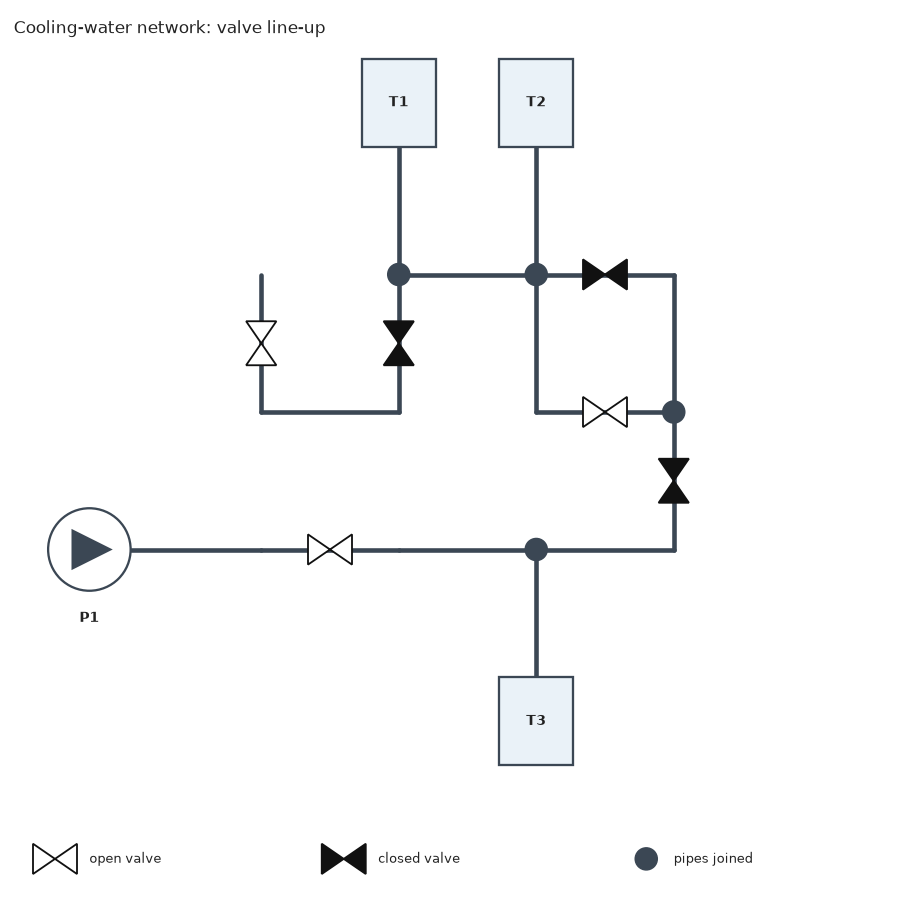 Cooling-water network: valve line-up
T1
T2
P1
T3
open valve
closed valve
pipes joined